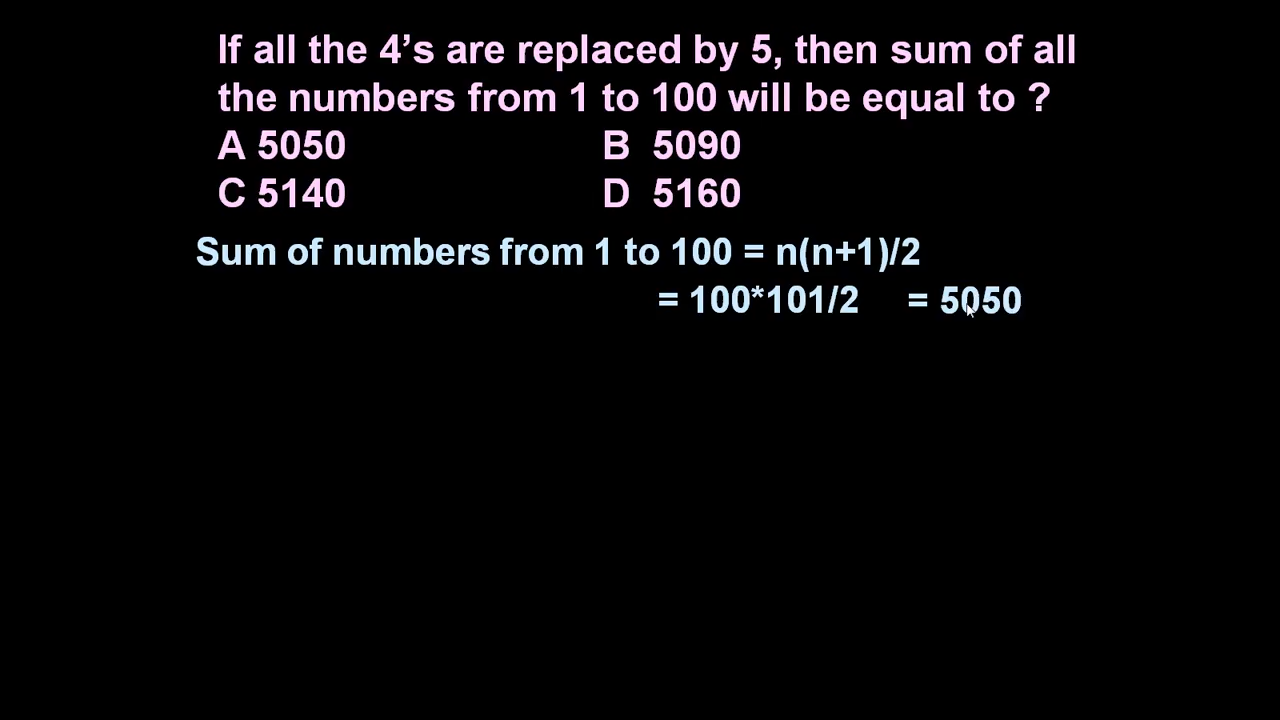 If all the 4’s are replaced by 5, then sum of all
the numbers from 1 to 100 will be equal to ?
A 5050 B 5090
C 5140 D 5160
Sum of numbers from 1 to 100 = n(n+1)/2
= 100*101/2 = 5050